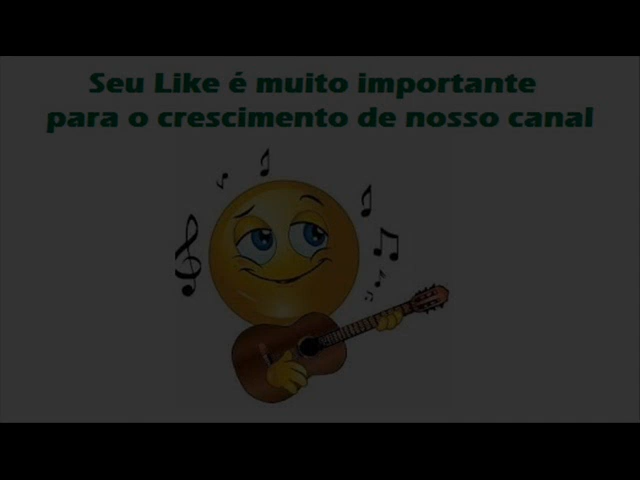 Seu Like é muito importante
para o crescimento de nosso canal